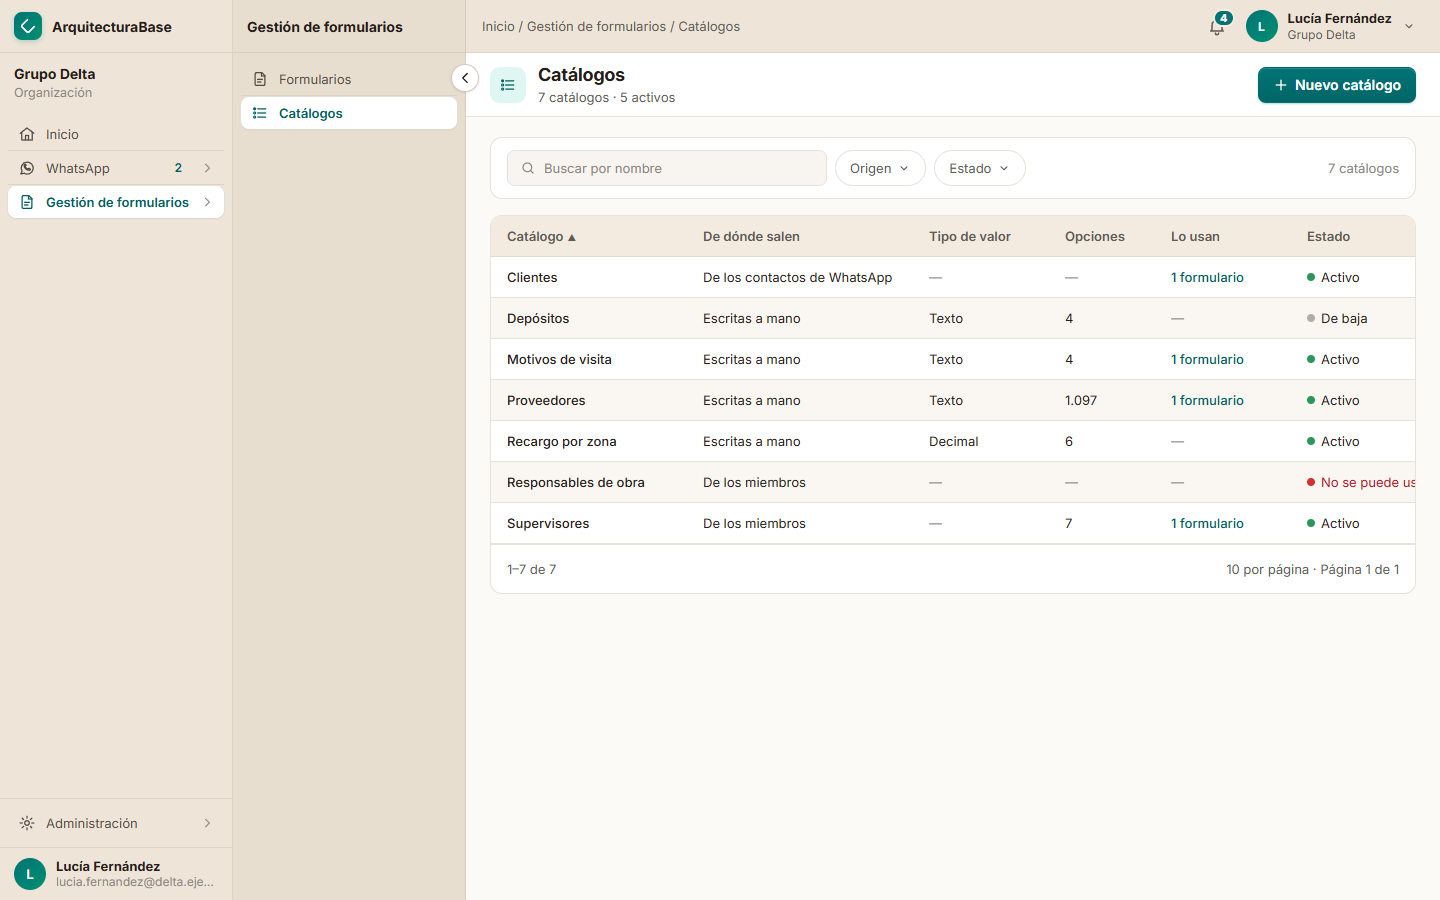 ArquitecturaBase
Grupo Delta
Organización
Inicio
WhatsApp 2
Gestión de formularios
Administración
L
Lucía Fernández
lucia.fernandez@delta.eje...
Gestión de formularios
Formularios
Catálogos
Inicio / Gestión de formularios / Catálogos
4
L
Lucía Fernández
Grupo Delta
Catálogos
7 catálogos · 5 activos
Nuevo catálogo
Buscar por nombre Origen Estado 7 catálogos
Catálogo ▲ De dónde salen Tipo de valor Opciones Lo usan Estado
Clientes De los contactos de WhatsApp — — 1 formulario Activo
Depósitos Escritas a mano Texto 4 — De baja
Motivos de visita Escritas a mano Texto 4 1 formulario Activo
Proveedores Escritas a mano Texto 1.097 1 formulario Activo
Recargo por zona Escritas a mano Decimal 6 — Activo
Responsables de obra De los miembros — — — No se puede us
Supervisores De los miembros — 7 1 formulario Activo
1–7 de 7 10 por página · Página 1 de 1